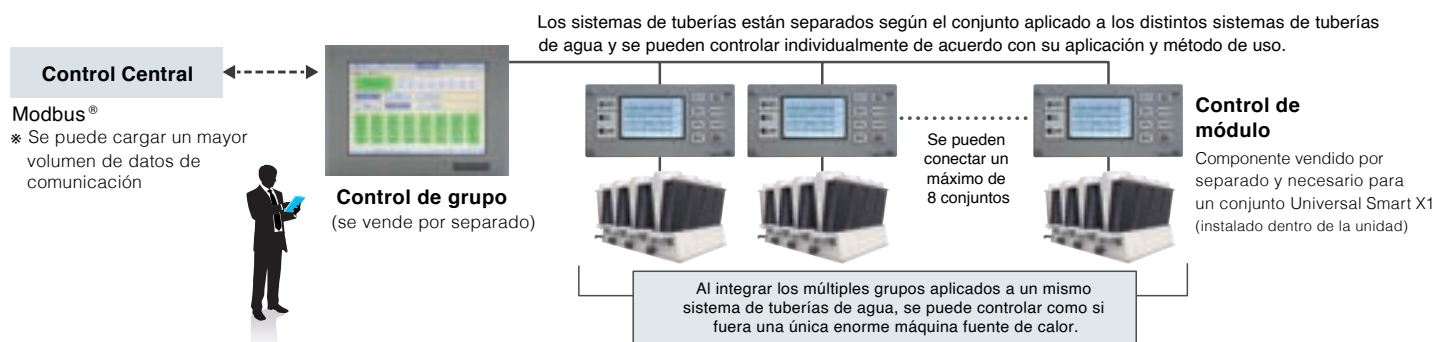 Los sistemas de tuberías están separados según el conjunto aplicado a los distintos sistemas de tuberías
de agua y se pueden controlar individualmente de acuerdo con su aplicación y método de uso.
Control Central
Modbus®
※ Se puede cargar un mayor
volumen de datos de
comunicación
Control de grupo
(se vende por separado)
Se pueden
conectar un
máximo de
8 conjuntos
Control de
módulo
Componente vendido por
separado y necesario para
un conjunto Universal Smart X1
(instalado dentro de la unidad)
Al integrar los múltiples grupos aplicados a un mismo
sistema de tuberías de agua, se puede controlar como si
fuera una única enorme máquina fuente de calor.